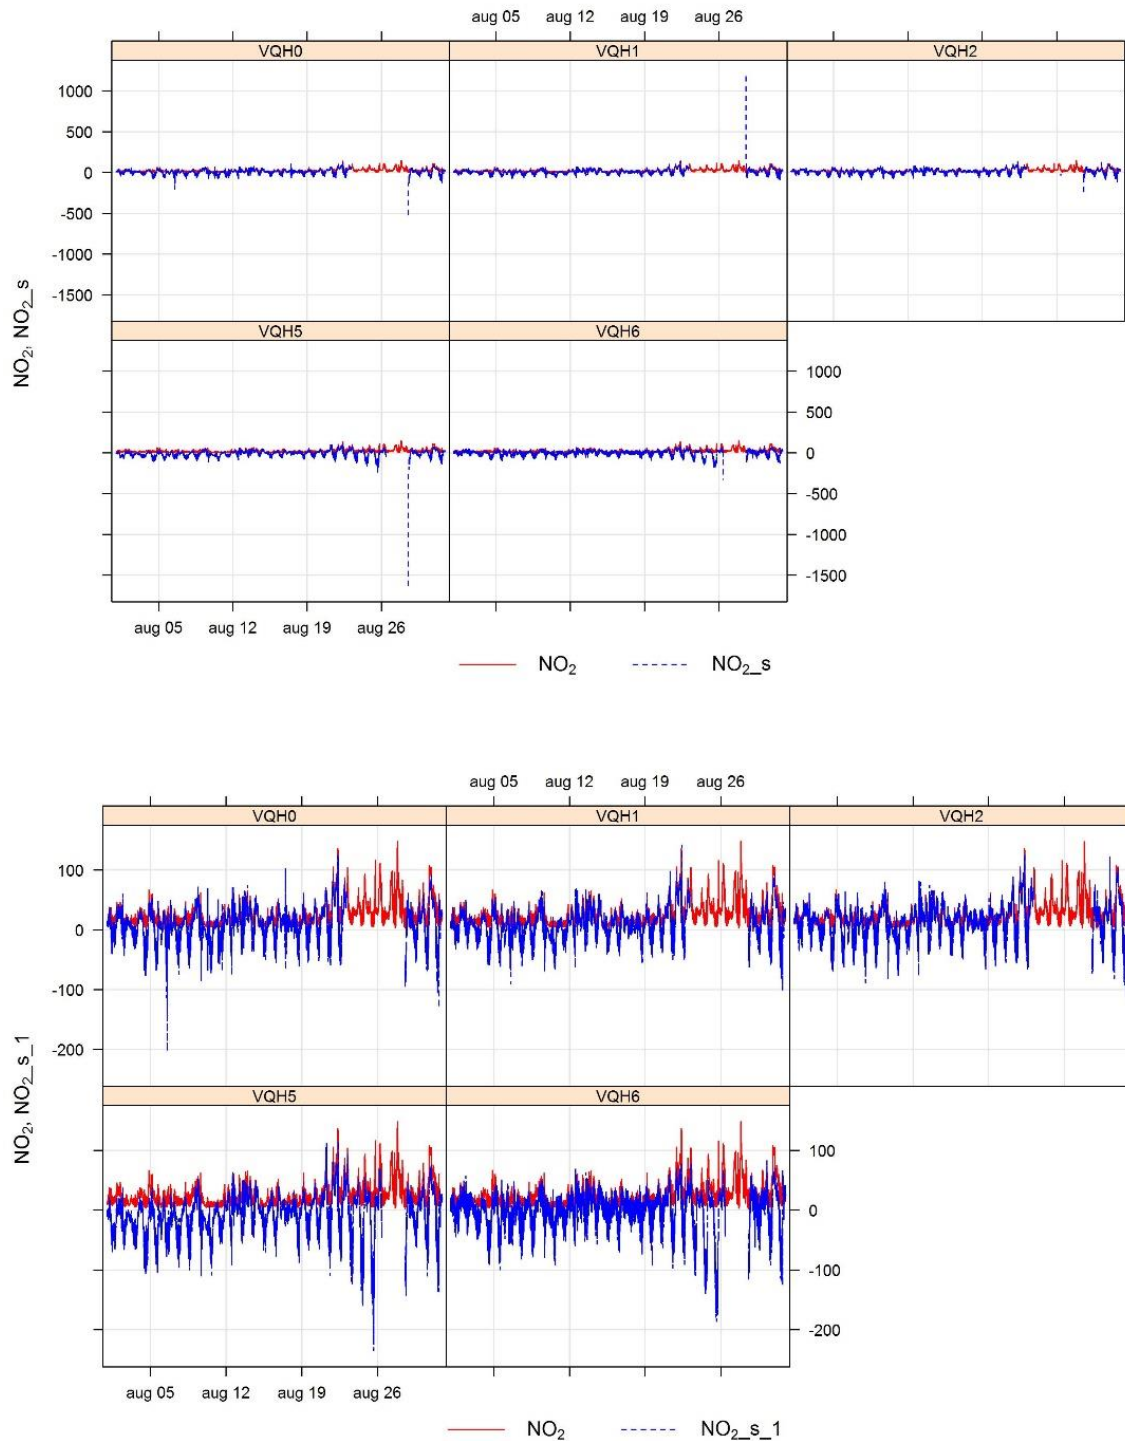 aug 05 aug 12 aug 19 aug 26
VQH0 VQH1 VQH2
1000
500
0
-500
-1000
-1500
NO₂, NO₂_s
VQH5 VQH6
1000
500
0
-500
-1000
-1500
aug 05 aug 12 aug 19 aug 26
NO₂ NO₂_s
aug 05 aug 12 aug 19 aug 26
VQH0 VQH1 VQH2
100
0
-100
-200
NO₂, NO₂_s_1
VQH5 VQH6
100
0
-100
-200
aug 05 aug 12 aug 19 aug 26
NO₂ NO₂_s_1